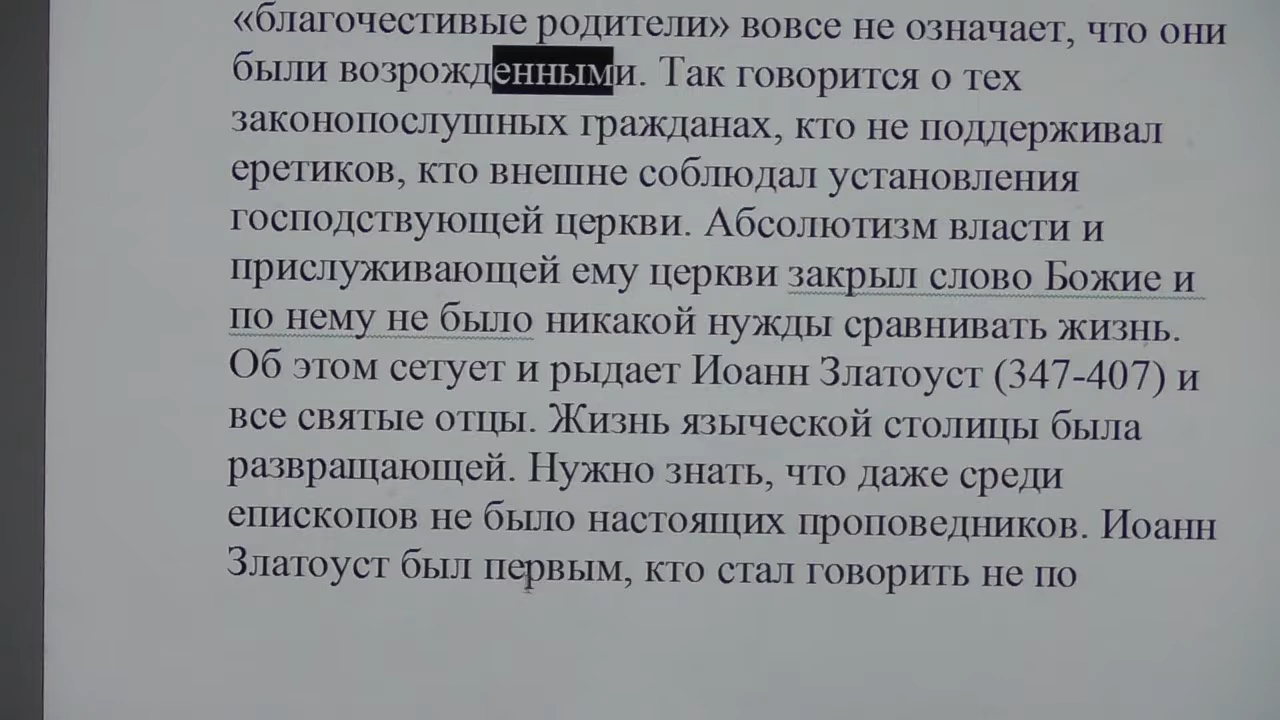 «благочестивые родители» вовсе не означает, что они
были возрожденными. Так говорится о тех
законопослушных гражданах, кто не поддерживал
еретиков, кто внешне соблюдал установления
господствующей церкви. Абсолютизм власти и
прислуживающей ему церкви закрыл слово Божие и
по нему не было никакой нужды сравнивать жизнь.
Об этом сетует и рыдает Иоанн Златоуст (347-407) и
все святые отцы. Жизнь языческой столицы была
развращающей. Нужно знать, что даже среди
епископов не было настоящих проповедников. Иоанн
Златоуст был первым, кто стал говорить не по